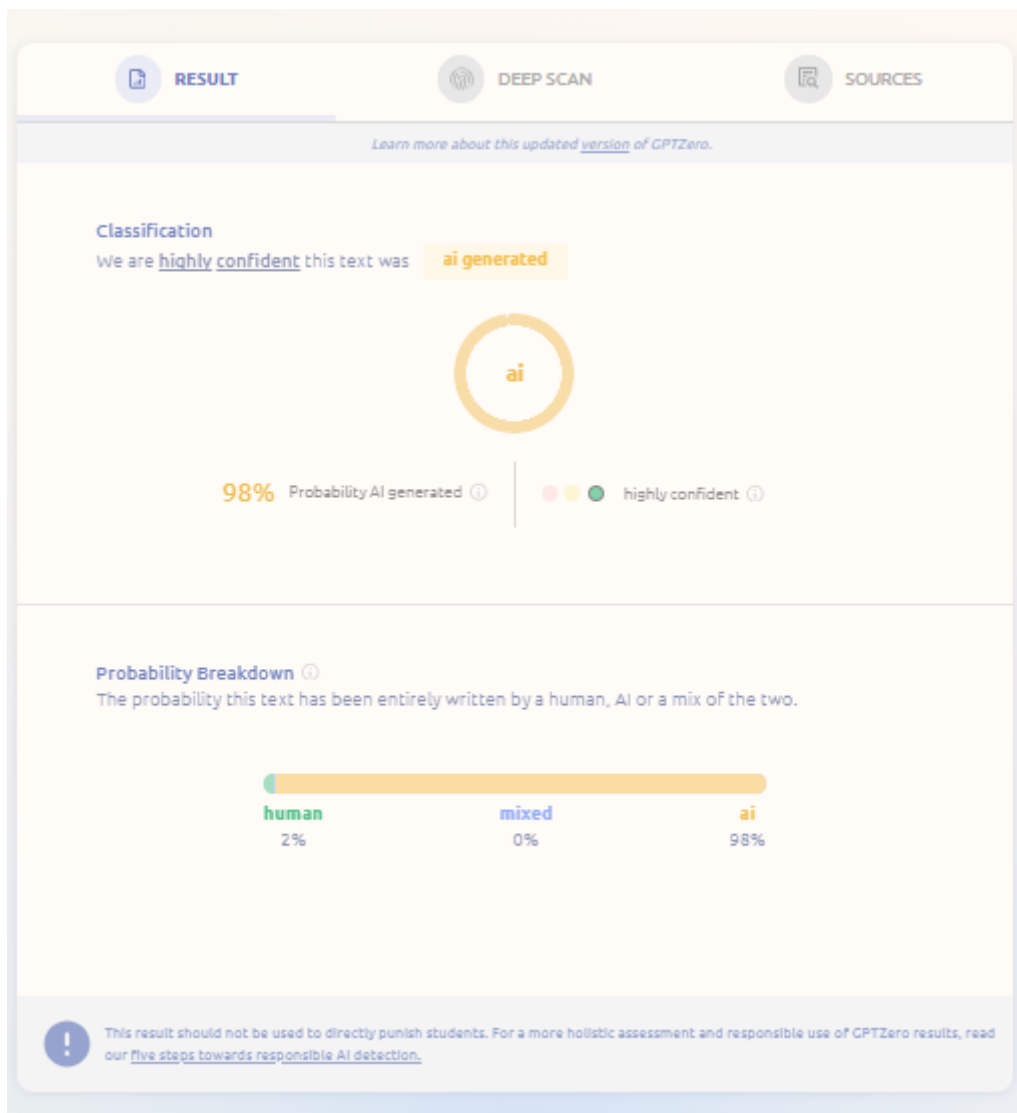 RESULT
DEEP SCAN
SOURCES
Learn more about this updated version of GPTZero.
Classification
We are highly confident this text was ai generated
ai
98% Probability AI generated
highly confident
Probability Breakdown
The probability this text has been entirely written by a human, AI or a mix of the two.
human
mixed
ai
2%
0%
98%
This result should not be used to directly punish students. For a more holistic assessment and responsible use of GPTZero results, read
our five steps towards responsible AI detection.